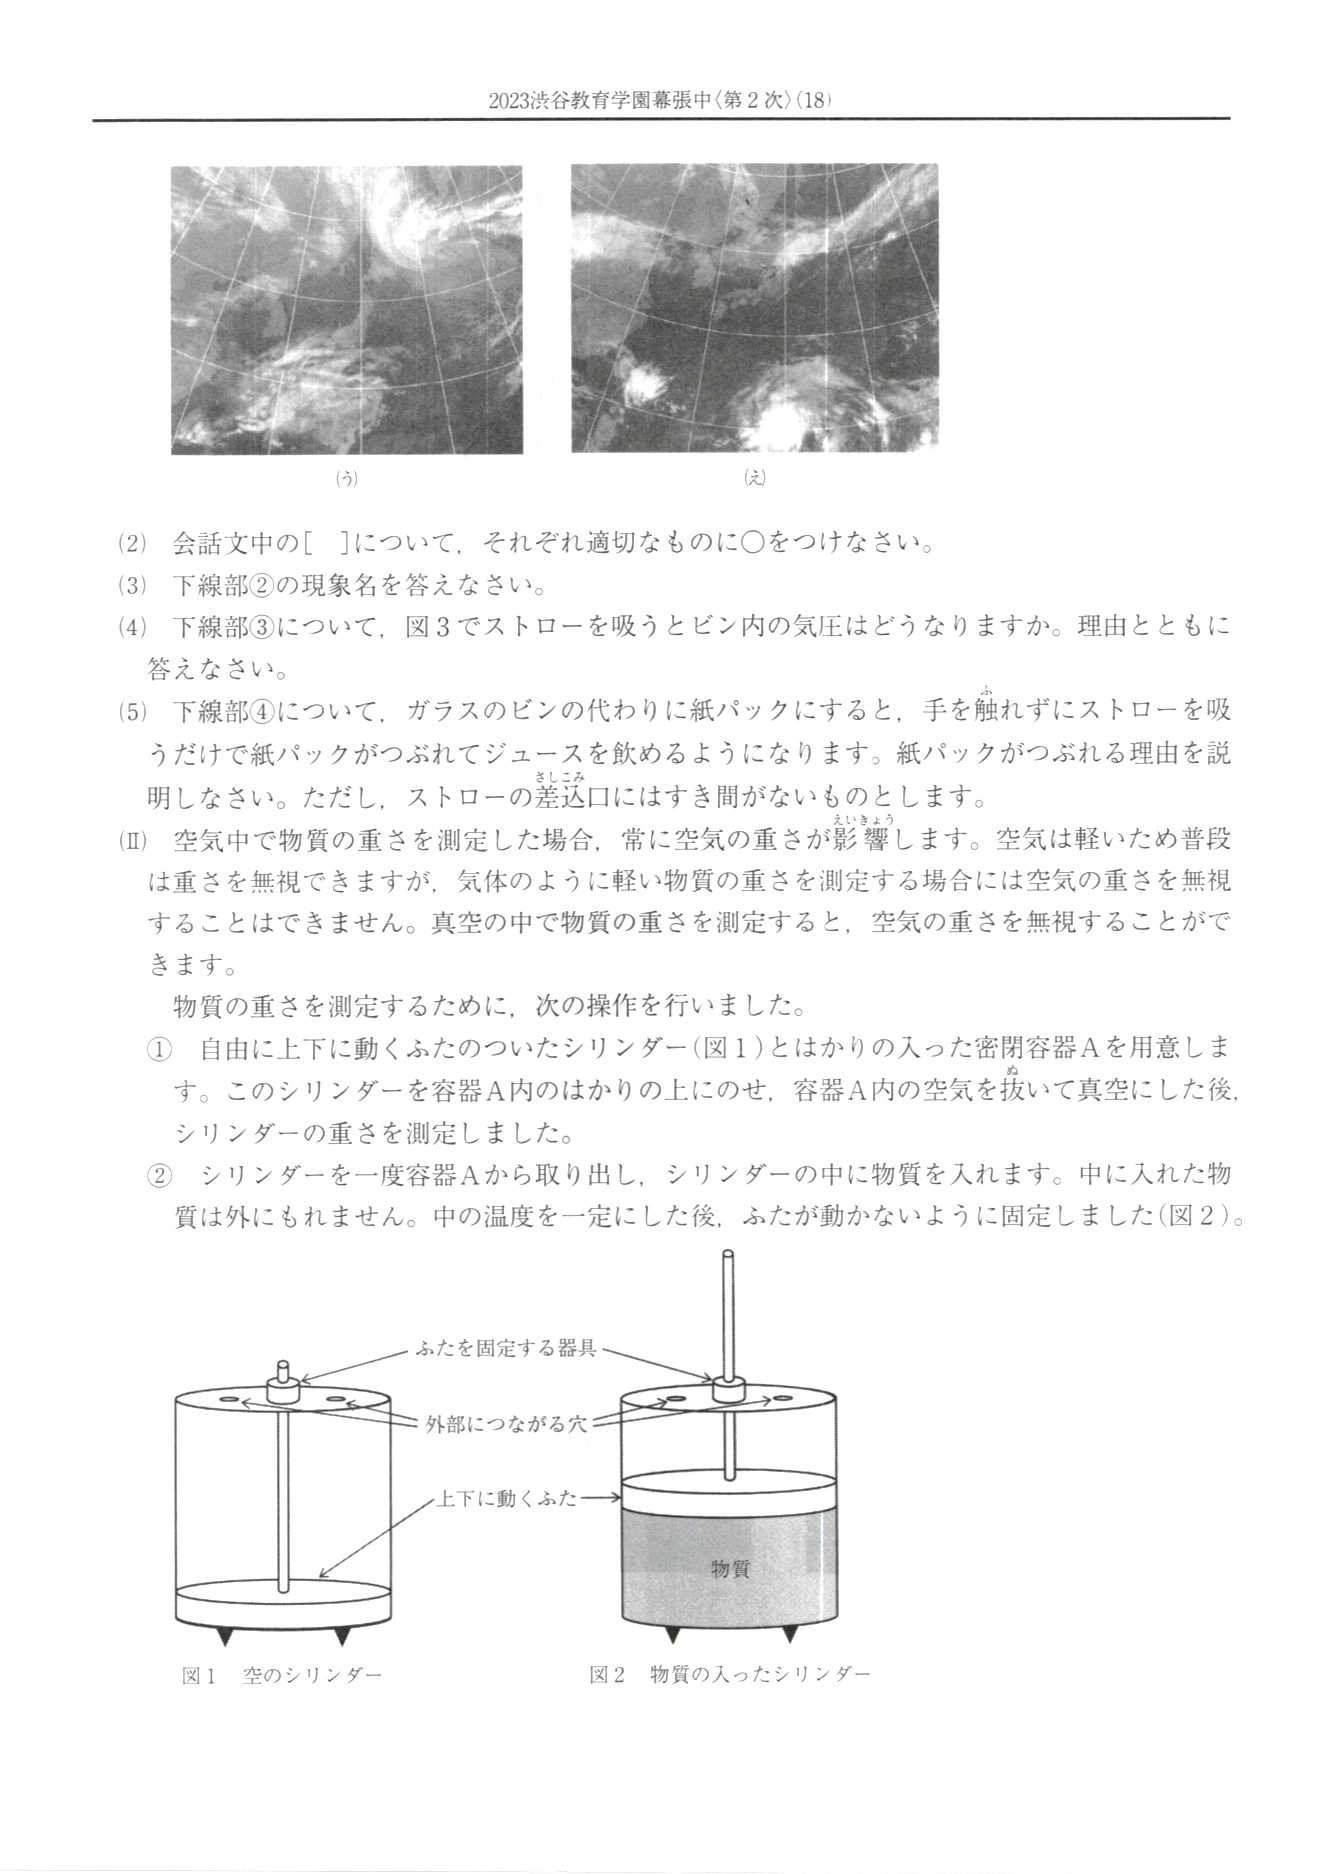 2023渋谷教育学園幕張中〈第2次〉(18)
(う)
(え)
(2) 会話文中の[ ]について，それぞれ適切なものに○をつけなさい。
(3) 下線部②の現象名を答えなさい。
(4) 下線部③について，図3でストローを吸うとビン内の気圧はどうなりますか。理由とともに
答えなさい。
(5) 下線部④について，ガラスのビンの代わりに紙パックにすると，手を触れずにストローを吸
うだけで紙パックがつぶれてジュースを飲めるようになります。紙パックがつぶれる理由を説
明しなさい。ただし，ストローの差込口にはすき間がないものとします。
(Ⅱ) 空気中で物質の重さを測定した場合，常に空気の重さが影響します。空気は軽いため普段
は重さを無視できますが，気体のように軽い物質の重さを測定する場合には空気の重さを無視
することはできません。真空の中で物質の重さを測定すると，空気の重さを無視することがで
きます。
物質の重さを測定するために，次の操作を行いました。
① 自由に上下に動くふたのついたシリンダー(図1)とはかりの入った密閉容器Aを用意しま
す。このシリンダーを容器A内のはかりの上にのせ，容器A内の空気を抜いて真空にした後，
シリンダーの重さを測定しました。
② シリンダーを一度容器Aから取り出し，シリンダーの中に物質を入れます。中に入れた物
質は外にもれません。中の温度を一定にした後，ふたが動かないように固定しました(図2)。
ふたを固定する器具
外部につながる穴
上下に動くふた
物質
図1 空のシリンダー
図2 物質の入ったシリンダー